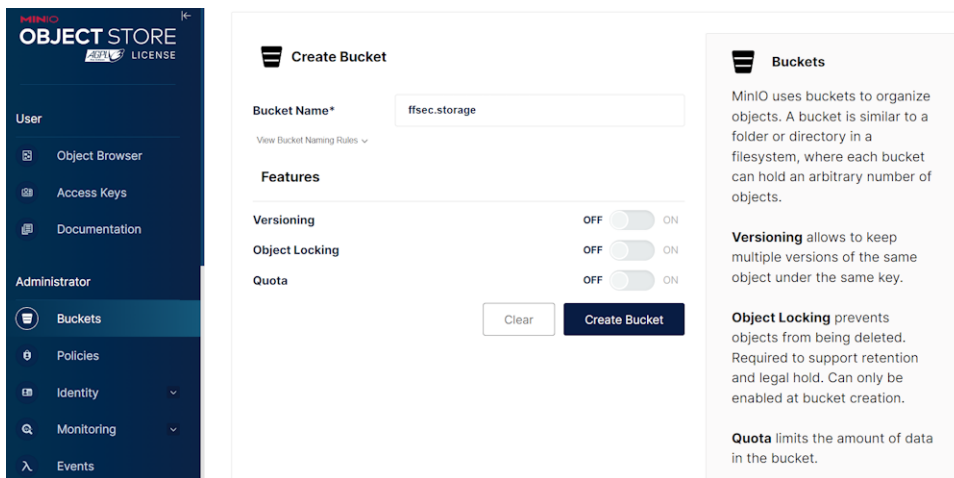 MINIO
OBJECT STORE
AGPLv3 LICENSE
User
Object Browser
Access Keys
Documentation
Administrator
Buckets
Policies
Identity
Monitoring
Events
Create Bucket
Bucket Name*
ffsec.storage
View Bucket Naming Rules
Features
Versioning
OFF ON
Object Locking
OFF ON
Quota
OFF ON
Clear
Create Bucket
Buckets
MinIO uses buckets to organize
objects. A bucket is similar to a
folder or directory in a
filesystem, where each bucket
can hold an arbitrary number of
objects.
Versioning allows to keep
multiple versions of the same
object under the same key.
Object Locking prevents
objects from being deleted.
Required to support retention
and legal hold. Can only be
enabled at bucket creation.
Quota limits the amount of data
in the bucket.